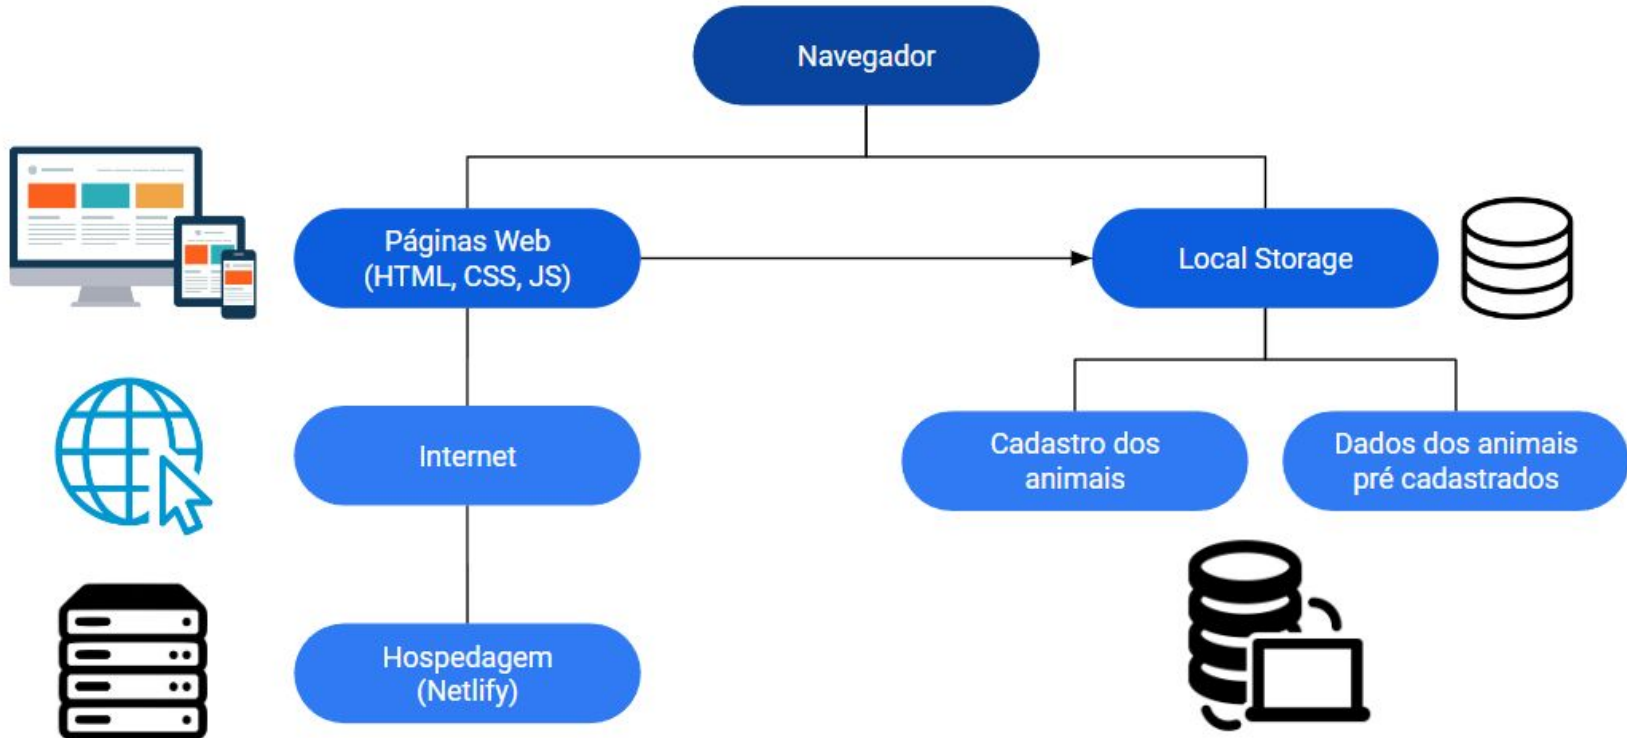 Navegador
Páginas Web
(HTML, CSS, JS)
Local Storage
Internet
Cadastro dos
animais
Dados dos animais
pré cadastrados
Hospedagem
(Netlify)